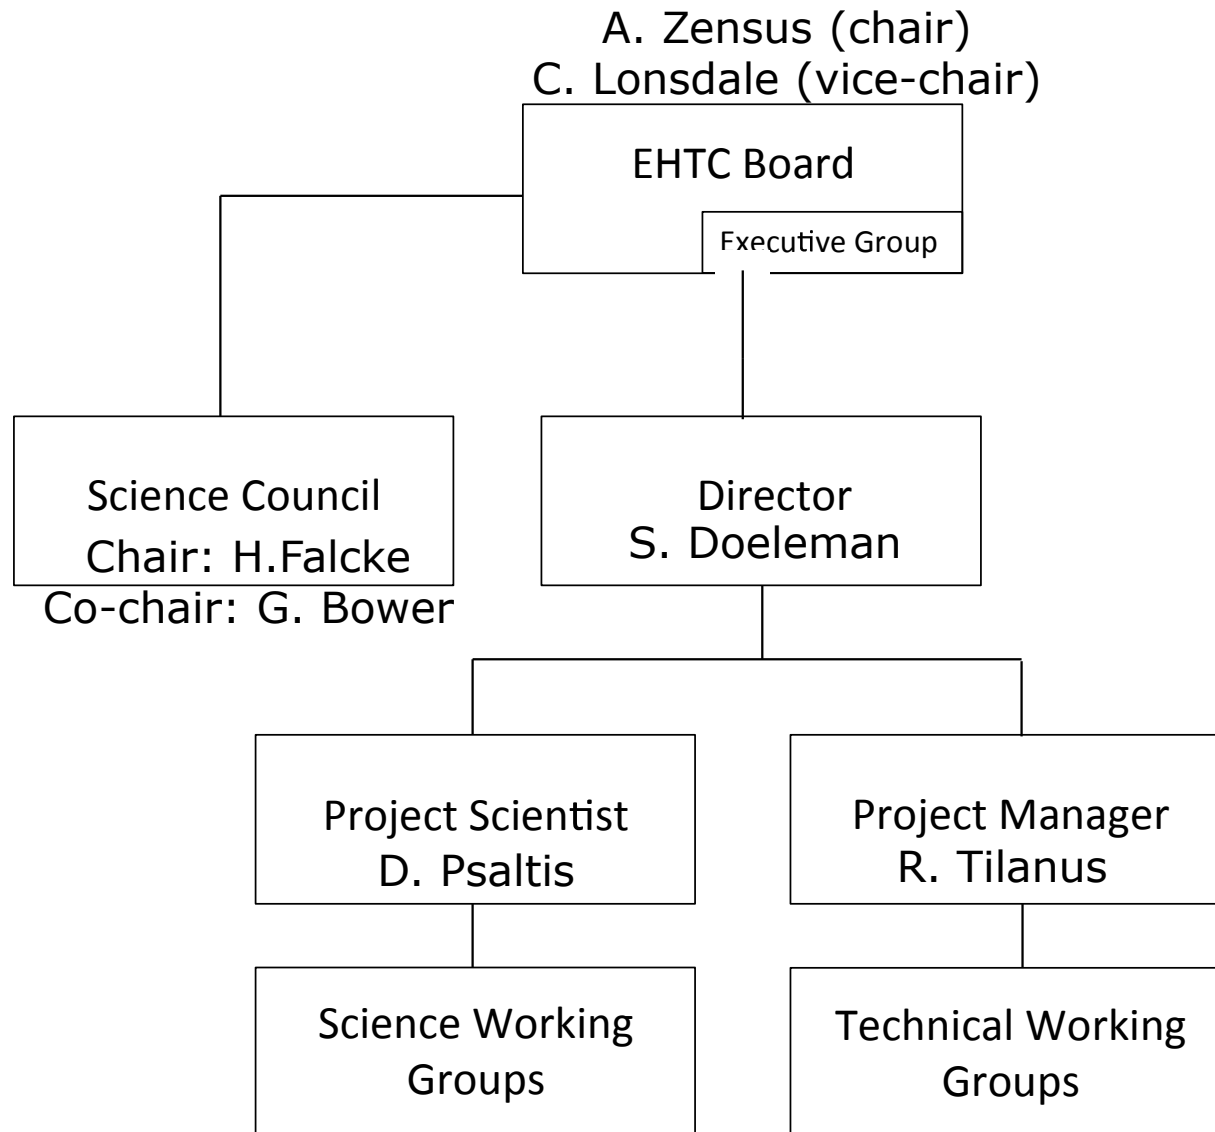 A. Zensus (chair)
C. Lonsdale (vice-chair)
EHTC Board
Executive Group
Science Council
Chair: H.Falcke
Co-chair: G. Bower
Director
S. Doeleman
Project Scientist
D. Psaltis
Project Manager
R. Tilanus
Science Working
Groups
Technical Working
Groups